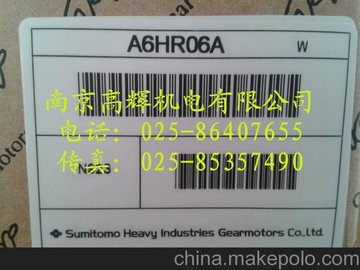 A6HR06A W
南京高辉机电有限公司
电话：025-86407655
传真：025-85357490
Sumitomo Heavy Industries Gearmotors Co.,Ltd.
china.makepolo.com